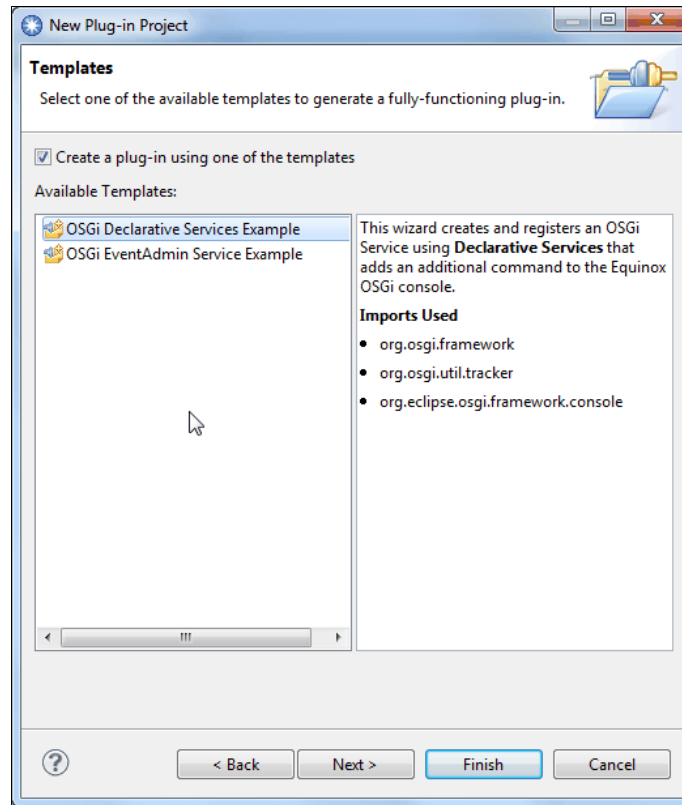 New Plug-in Project
Templates
Select one of the available templates to generate a fully-functioning plug-in.
Create a plug-in using one of the templates
Available Templates:
OSGi Declarative Services Example
OSGi EventAdmin Service Example
This wizard creates and registers an OSGi
Service using Declarative Services that
adds an additional command to the Equinox
OSGi console.
Imports Used
• org.osgi.framework
• org.osgi.util.tracker
• org.eclipse.osgi.framework.console
?
< Back
Next >
Finish
Cancel